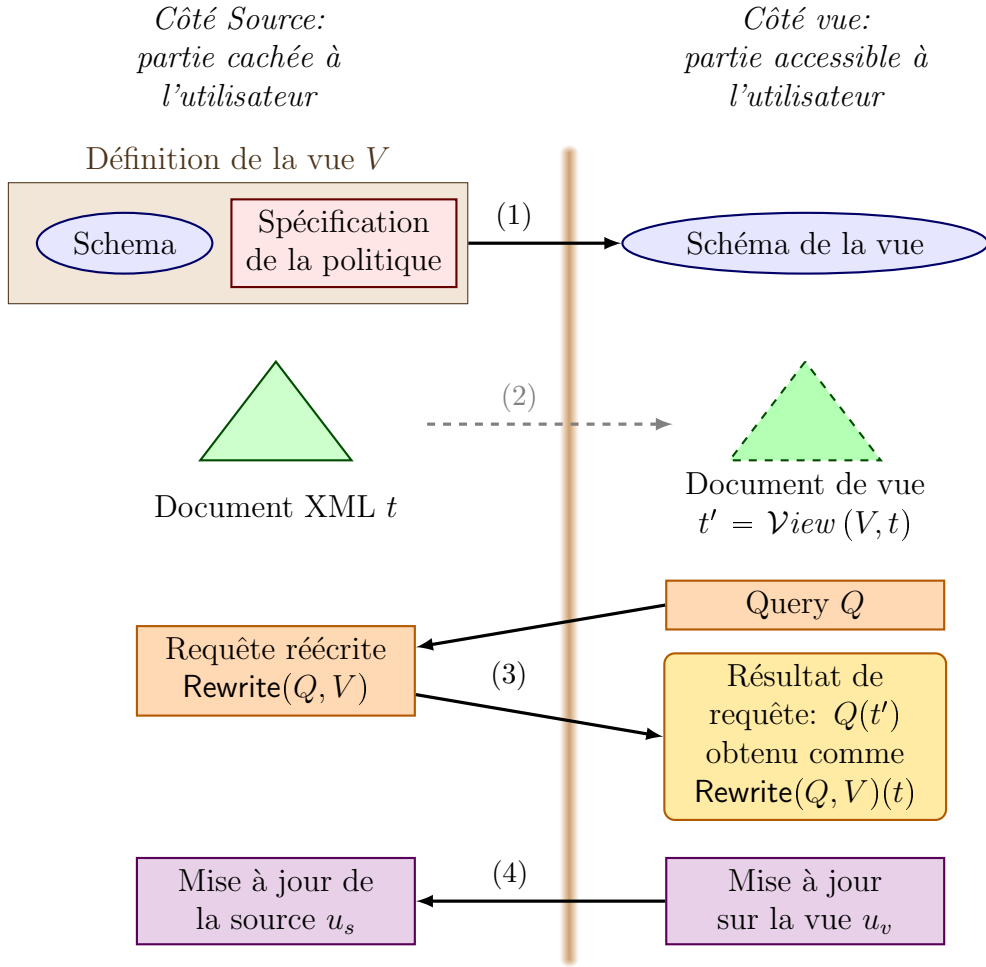 Côté Source:
partie cachée à
l'utilisateur
Côté vue:
partie accessible à
l'utilisateur
Définition de la vue V
Schema
Spécification
de la politique
(1)
Schéma de la vue
(2)
Document XML t
Document de vue
t′ = View (V, t)
Query Q
Requête réécrite
Rewrite(Q, V)
(3)
Résultat de
requête: Q(t′)
obtenu comme
Rewrite(Q, V)(t)
Mise à jour de
la source uₛ
(4)
Mise à jour
sur la vue uᵥ